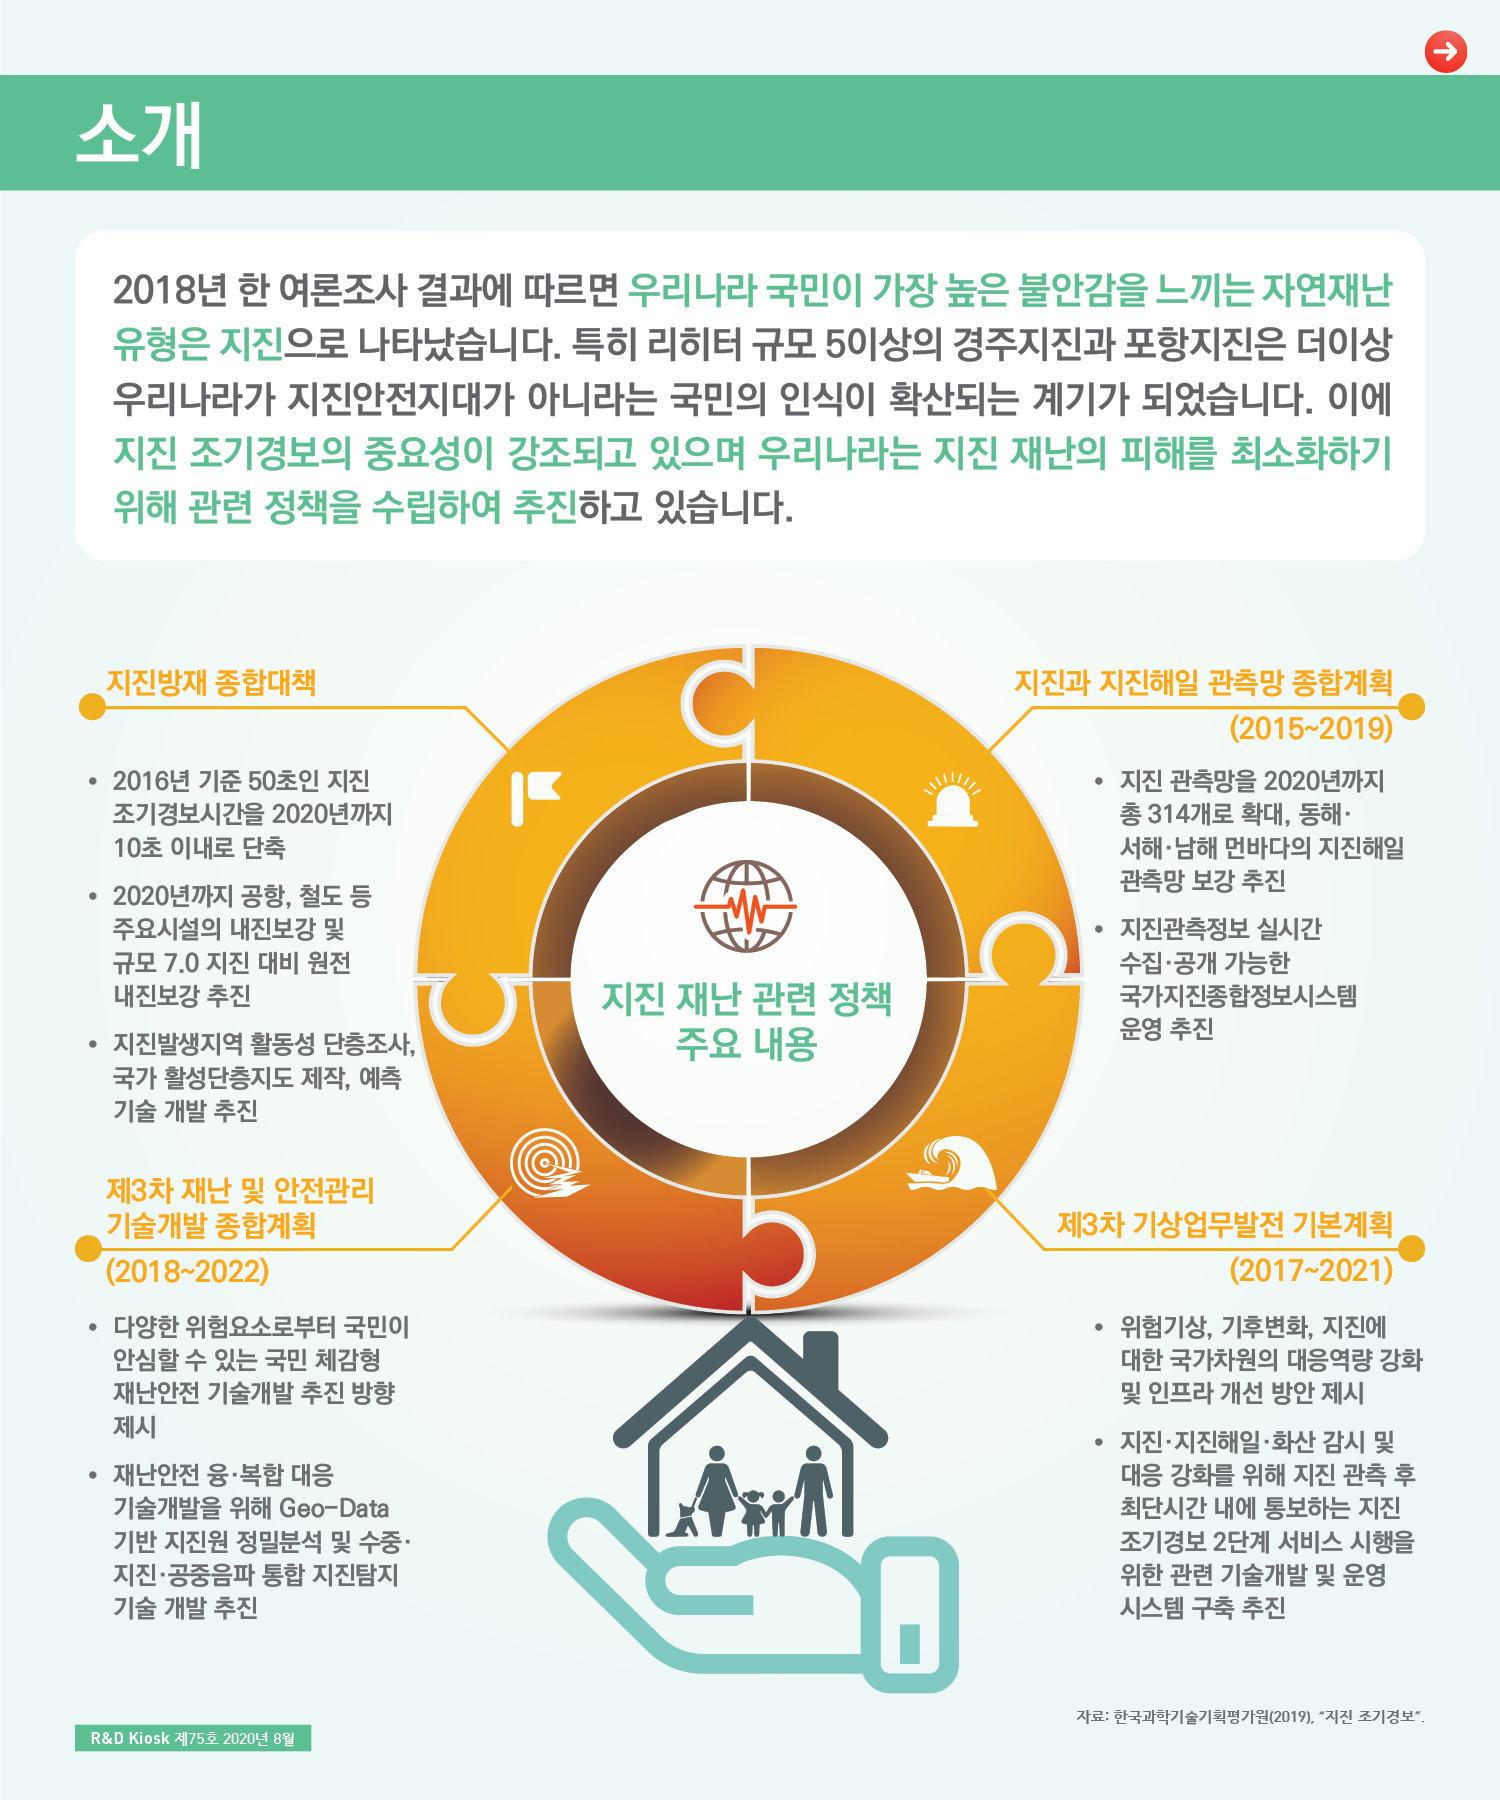 소개
2018년 한 여론조사 결과에 따르면 우리나라 국민이 가장 높은 불안감을 느끼는 자연재난
유형은 지진으로 나타났습니다. 특히 리히터 규모 5이상의 경주지진과 포항지진은 더이상
우리나라가 지진안전지대가 아니라는 국민의 인식이 확산되는 계기가 되었습니다. 이에
지진 조기경보의 중요성이 강조되고 있으며 우리나라는 지진 재난의 피해를 최소화하기
위해 관련 정책을 수립하여 추진하고 있습니다.
지진방재 종합대책
• 2016년 기준 50초인 지진
조기경보시간을 2020년까지
10초 이내로 단축
• 2020년까지 공항, 철도 등
주요시설의 내진보강 및
규모 7.0 지진 대비 원전
내진보강 추진
• 지진발생지역 활동성 단층조사,
국가 활성단층지도 제작, 예측
기술 개발 추진
지진과 지진해일 관측망 종합계획
(2015~2019)
• 지진 관측망을 2020년까지
총 314개로 확대, 동해·
서해·남해 먼바다의 지진해일
관측망 보강 추진
• 지진관측정보 실시간
수집·공개 가능한
국가지진종합정보시스템
운영 추진
지진 재난 관련 정책
주요 내용
제3차 재난 및 안전관리
기술개발 종합계획
(2018~2022)
• 다양한 위험요소로부터 국민이
안심할 수 있는 국민 체감형
재난안전 기술개발 추진 방향
제시
• 재난안전 융·복합 대응
기술개발을 위해 Geo-Data
기반 지진원 정밀분석 및 수중·
지진·공중음파 통합 지진탐지
기술 개발 추진
제3차 기상업무발전 기본계획
(2017~2021)
• 위험기상, 기후변화, 지진에
대한 국가차원의 대응역량 강화
및 인프라 개선 방안 제시
• 지진·지진해일·화산 감시 및
대응 강화를 위해 지진 관측 후
최단시간 내에 통보하는 지진
조기경보 2단계 서비스 시행을
위한 관련 기술개발 및 운영
시스템 구축 추진
자료: 한국과학기술기획평가원(2019), “지진 조기경보”.
R&D Kiosk 제75호 2020년 8월